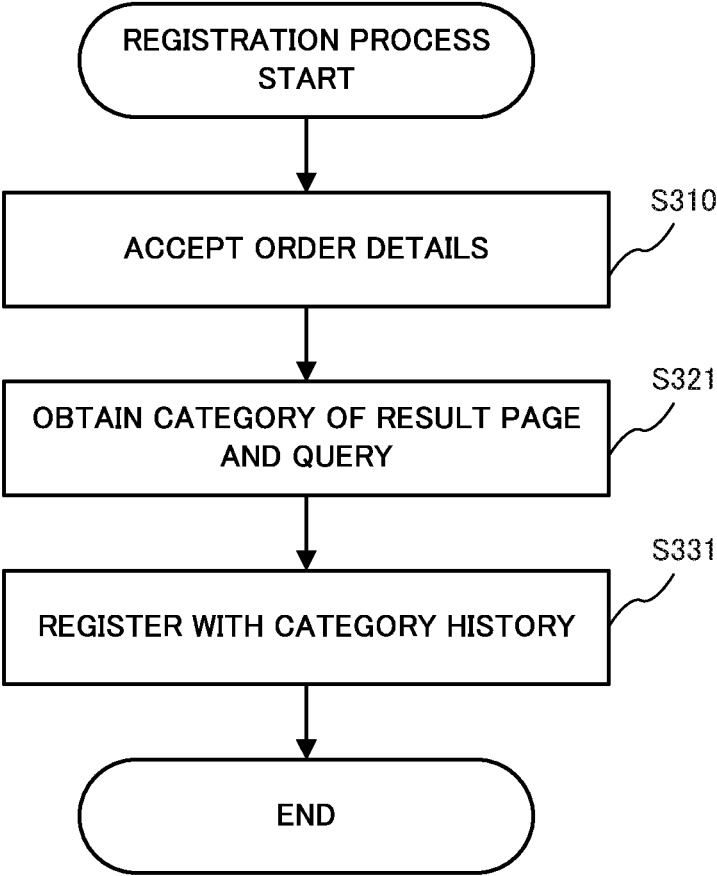 REGISTRATION PROCESS
START
S310
ACCEPT ORDER DETAILS
S321
OBTAIN CATEGORY OF RESULT PAGE
AND QUERY
S331
REGISTER WITH CATEGORY HISTORY
END